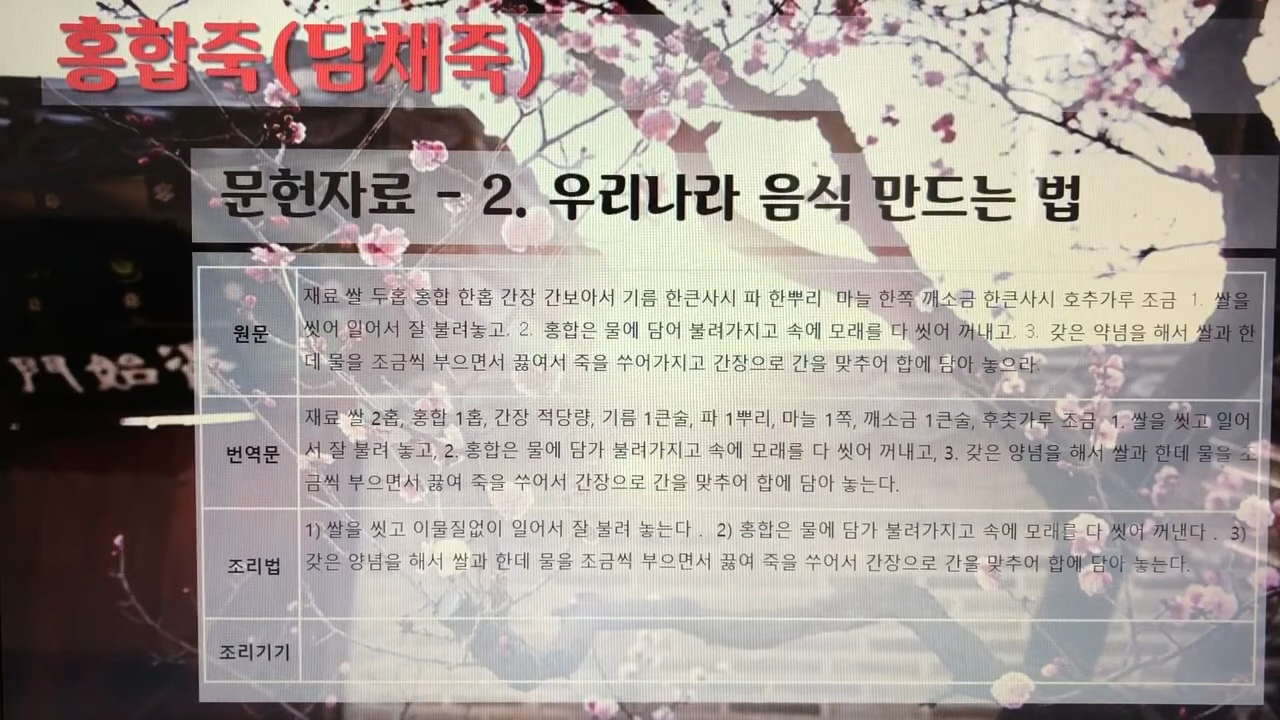 홍합죽(담채죽)
문헌자료 - 2. 우리나라 음식 만드는 법
원문
재료 쌀 두홉 홍합 한홉 간장 간보아서 기름 한큰사시 파 한뿌리 마늘 한쪽 깨소금 한큰사시 호추가루 조금 1. 쌀을
씻어 일어서 잘 불려놓고, 2. 홍합은 물에 담어 불려가지고 속에 모래를 다 씻어 꺼내고, 3. 갖은 약념을 해서 쌀과 한
데 물을 조금씩 부으면서 끓여서 죽을 쑤어가지고 간장으로 간을 맞추어 합에 담아 놓으라.
번역문
재료 쌀 2홉, 홍합 1홉, 간장 적당량, 기름 1큰술, 파 1뿌리, 마늘 1쪽, 깨소금 1큰술, 후춧가루 조금. 1. 쌀을 씻고 일어
서 잘 불려 놓고, 2. 홍합은 물에 담가 불려가지고 속에 모래를 다 씻어 꺼내고, 3. 갖은 양념을 해서 쌀과 한데 물을 조
금씩 부으면서 끓여 죽을 쑤어서 간장으로 간을 맞추어 합에 담아 놓는다.
조리법
1) 쌀을 씻고 이물질없이 일어서 잘 불려 놓는다 . 2) 홍합은 물에 담가 불려가지고 속에 모래를 다 씻어 꺼낸다 . 3)
갖은 양념을 해서 쌀과 한데 물을 조금씩 부으면서 끓여 죽을 쑤어서 간장으로 간을 맞추어 합에 담아 놓는다.
조리기기